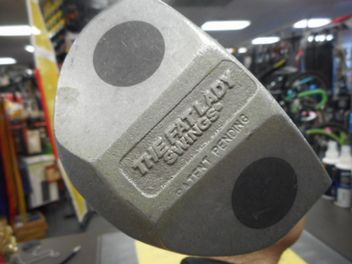 THE FAT LADY
SWINGS
PATENT PENDING